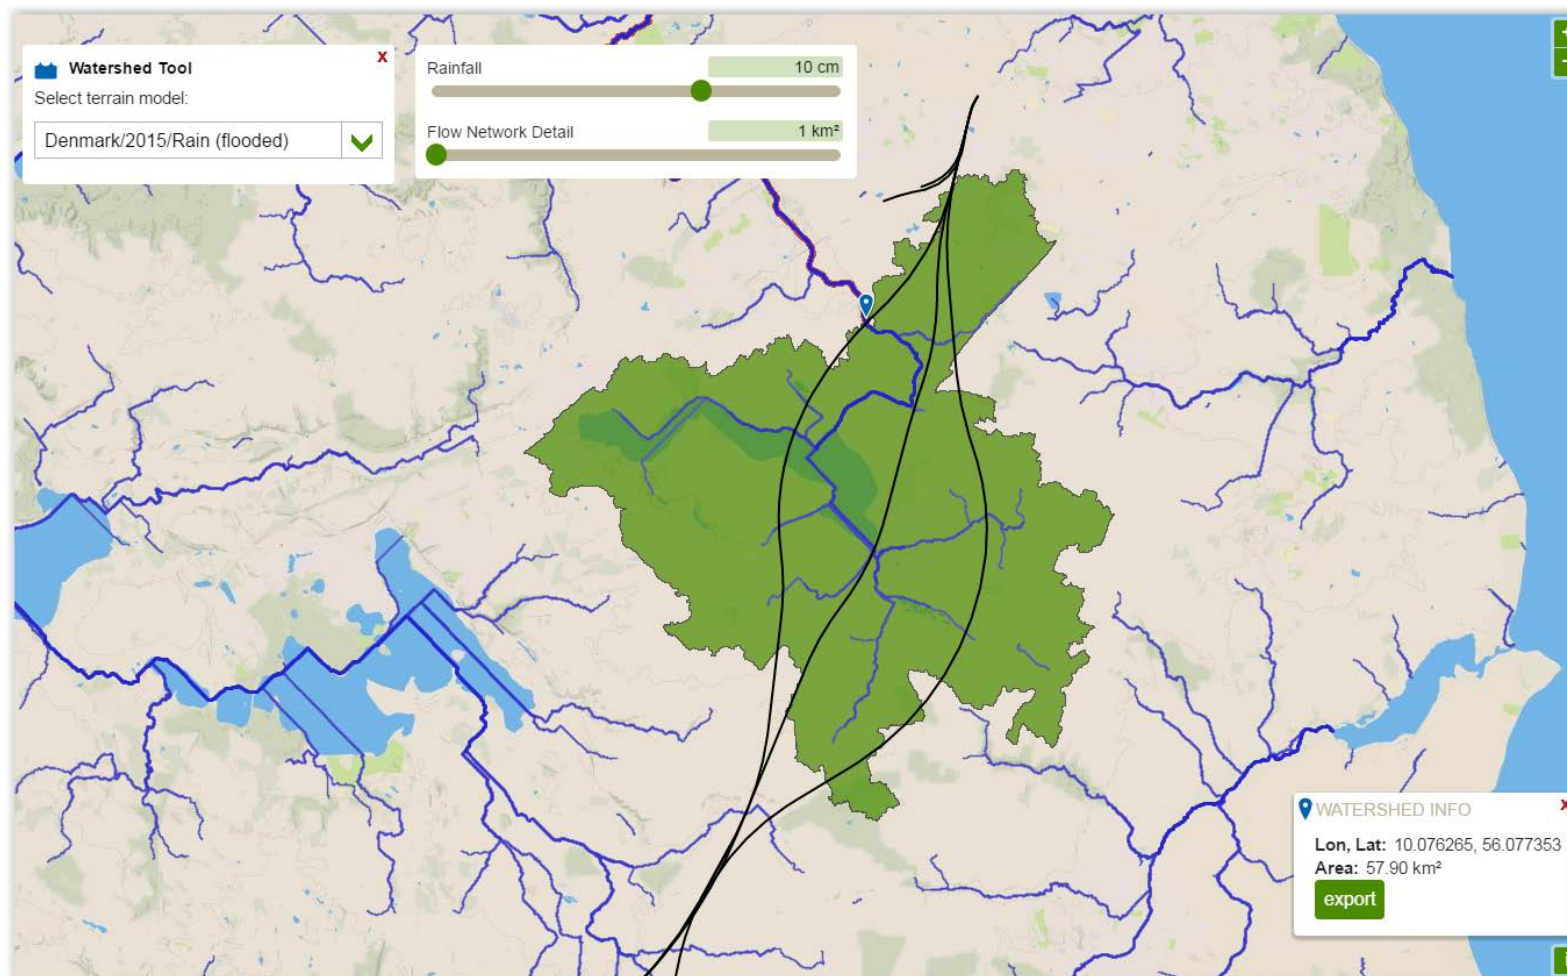 Watershed Tool
x
Select terrain model:
Denmark/2015/Rain (flooded)
Rainfall
10 cm
Flow Network Detail
1 km²
WATERSHED INFO
x
Lon, Lat: 10.076265, 56.077353
Area: 57.90 km²
export